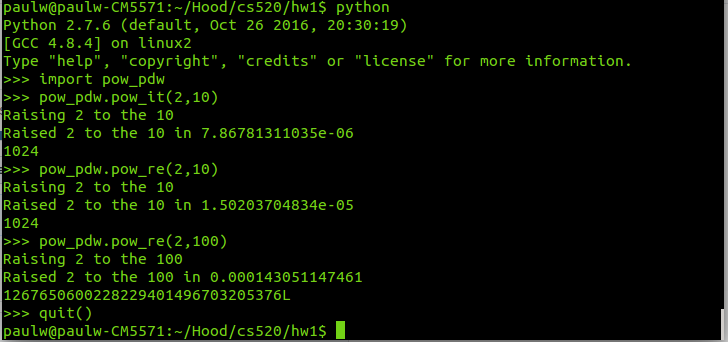 paulw@paulw-CM5571:~/Hood/cs520/hw1$ python
Python 2.7.6 (default, Oct 26 2016, 20:30:19)
[GCC 4.8.4] on linux2
Type "help", "copyright", "credits" or "license" for more information.
>>> import pow_pdw
>>> pow_pdw.pow_it(2,10)
Raising 2 to the 10
Raised 2 to the 10 in 7.86781311035e-06
1024
>>> pow_pdw.pow_re(2,10)
Raising 2 to the 10
Raised 2 to the 10 in 1.50203704834e-05
1024
>>> pow_pdw.pow_re(2,100)
Raising 2 to the 100
Raised 2 to the 100 in 0.000143051147461
1267650600228229401496703205376L
>>> quit()
paulw@paulw-CM5571:~/Hood/cs520/hw1$